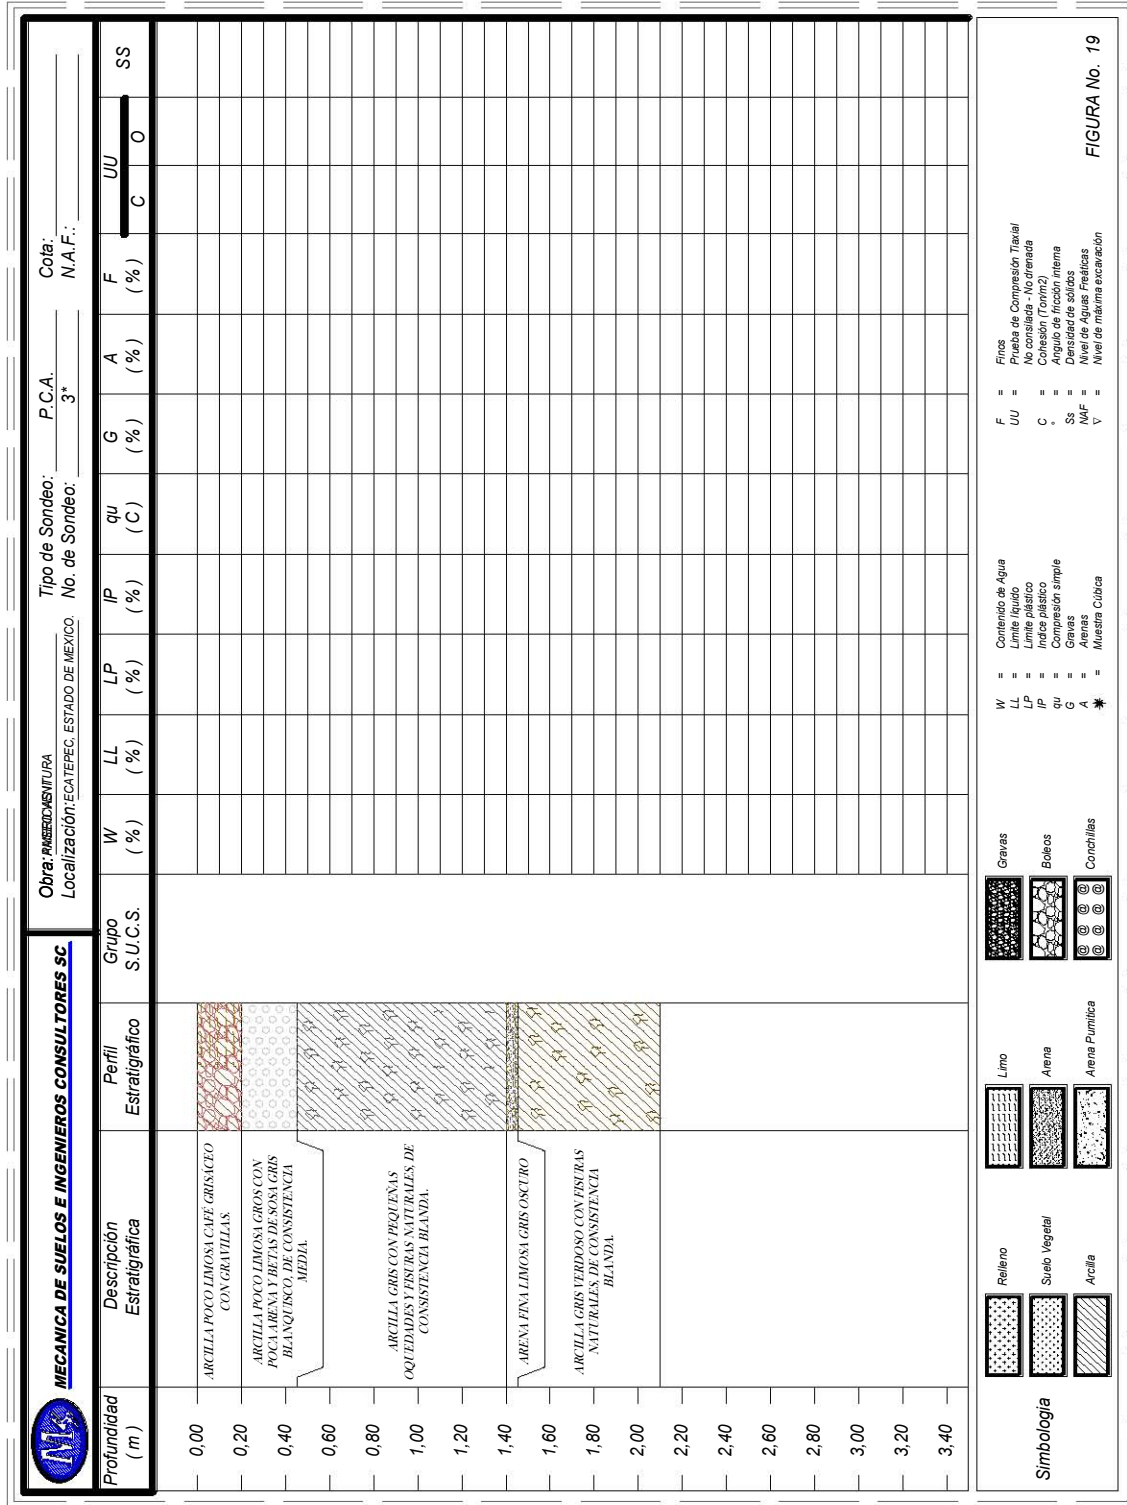 MECANICA DE SUELOS E INGENIEROS CONSULTORES SC
Obra:
Localización: ECATEPEC, ESTADO DE MEXICO.
Tipo de Sondeo: P.C.A.
No. de Sondeo: 3*
Cota:
N.A.F.:
Profundidad
( m )
Descripción
Estratigráfica
Perfil
Estratigráfico
Grupo
S.U.C.S.
W
( % )
LL
( % )
LP
( % )
IP
( % )
qu
( C )
G
( % )
A
( % )
F
( % )
UU
C O
SS
0,00
0,20
0,40
0,60
0,80
1,00
1,20
1,40
1,60
1,80
2,00
2,20
2,40
2,60
2,80
3,00
3,20
3,40
ARCILLA POCO LIMOSA CAFÉ GRISÁCEO
CON GRAVILLAS.
ARCILLA POCO LIMOSA GROS CON
POCA ARENA Y BETAS DE SOSA GRIS
BLANQUISCO, DE CONSISTENCIA
MEDIA.
ARCILLA GRIS CON PEQUEÑAS
OQUEDADES Y FISURAS NATURALES, DE
CONSISTENCIA BLANDA.
ARENA FINA LIMOSA GRIS OSCURO
ARCILLA GRIS VERDOSO CON FISURAS
NATURALES, DE CONSISTENCIA
BLANDA.
Simbología
Relleno
Suelo Vegetal
Arcilla
Limo
Arena
Arena Pumitica
Gravas
Boleos
@ @ @ @
@ @ @ @
Conchillas
W = Contenido de Agua
LL = Limite líquido
LP = Limite plástico
IP = Indice plástico
qu = Compresión simple
G = Gravas
A = Arenas
✷ = Muestra Cúbica
F = Finos
UU = Prueba de Compresión Tiaxial
No consilada - No drenada
C = Cohesión (Ton/m2)
° = Angulo de fricción interna
Ss = Densidad de sólidos
NAF = Nivel de Aguas Freáticas
▽ = Nivel de máxima excavación
FIGURA No. 19